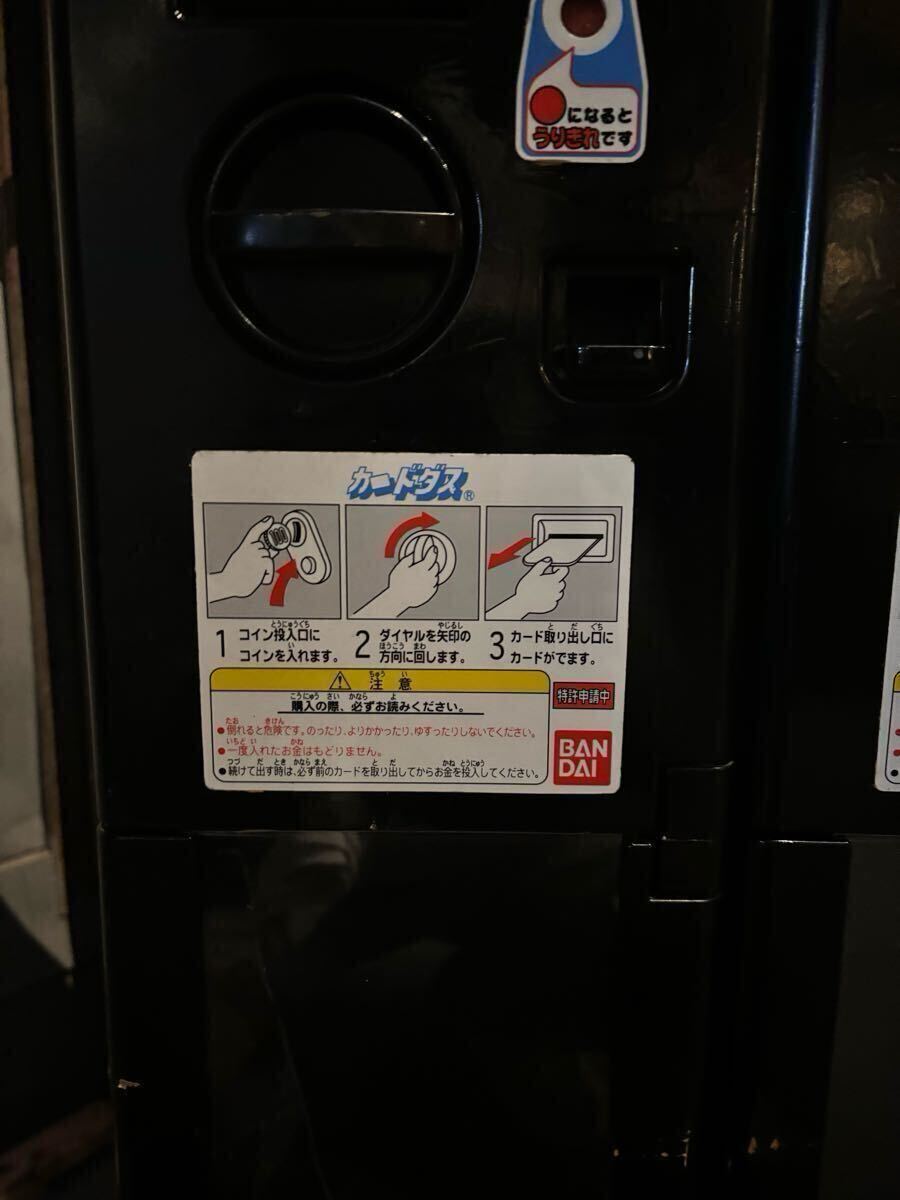 になると
うりきれです
カードダス®
1 コイン投入口に
コインを入れます。
2 ダイヤルを矢印の
方向に回します。
3 カード取り出し口に
カードがでます。
注意
購入の際、必ずお読みください。
●倒れると危険です。のったり、よりかかったり、ゆすったりしないでください。
●一度入れたお金はもどりません。
●続けて出す時は、必ず前のカードを取り出してからお金を投入してください。
特許申請中
BAN
DAI